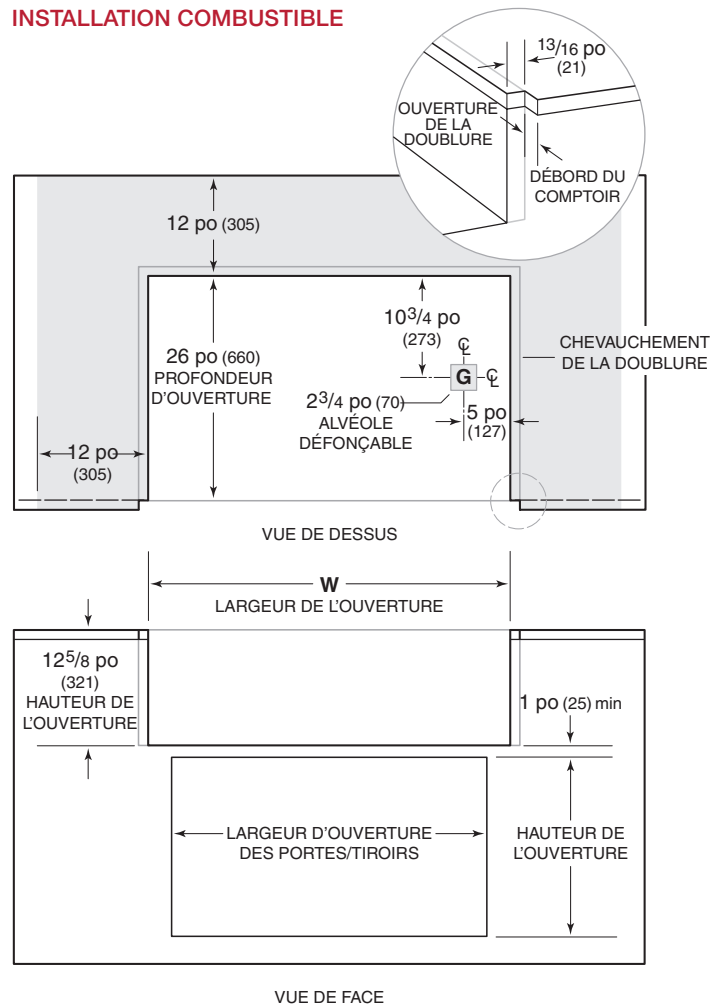 INSTALLATION COMBUSTIBLE
13/16 po
(21)
OUVERTURE
DE LA
DOUBLURE
DÉBORD DU
COMPTOIR
12 po (305)
10 3/4 po
(273)
CHEVAUCHEMENT
DE LA DOUBLURE
26 po (660)
PROFONDEUR
D'OUVERTURE
℄
G ℄
2 3/4 po (70)
ALVÉOLE
DÉFONÇABLE
5 po
(127)
12 po
(305)
VUE DE DESSUS
W
LARGEUR DE L'OUVERTURE
12 5/8 po
(321)
HAUTEUR DE
L'OUVERTURE
1 po (25) min
LARGEUR D'OUVERTURE
DES PORTES/TIROIRS
HAUTEUR DE
L'OUVERTURE
VUE DE FACE